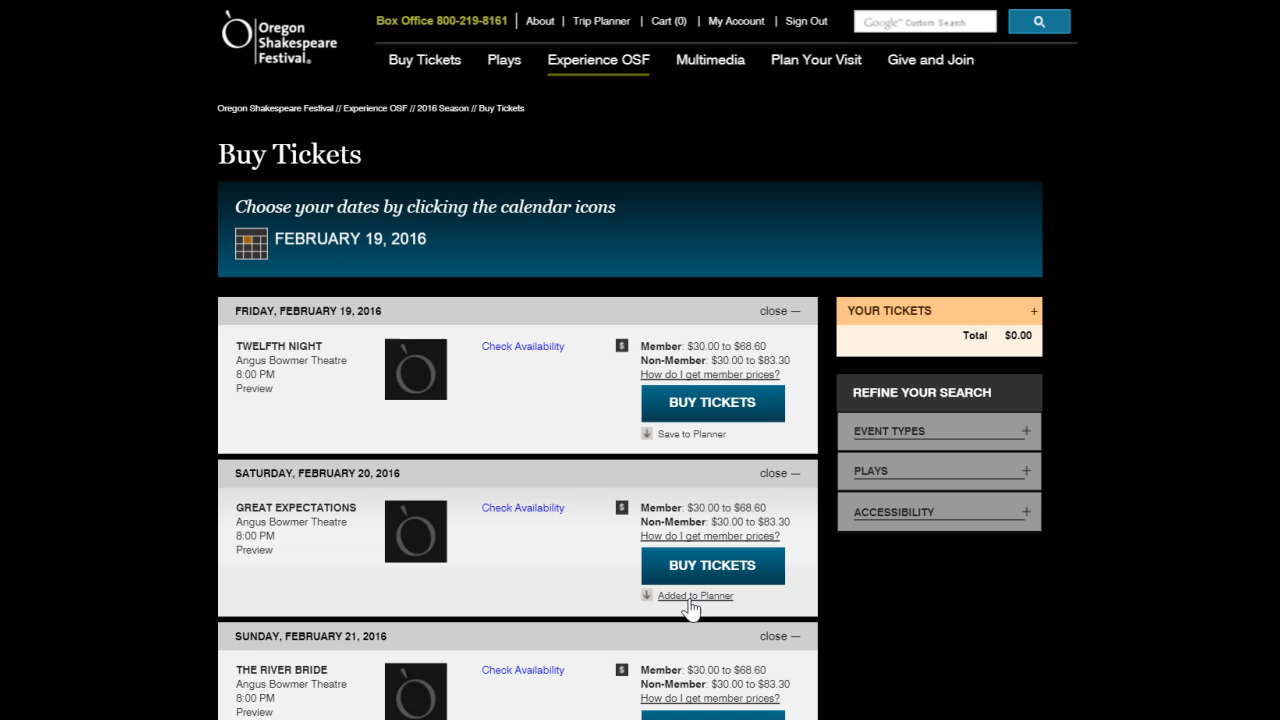 Oregon
Shakespeare
Festival.
Box Office 800-219-8161 | About | Trip Planner | Cart (0) | My Account | Sign Out
Google™ Custom Search
Buy Tickets Plays Experience OSF Multimedia Plan Your Visit Give and Join
Oregon Shakespeare Festival // Experience OSF // 2016 Season // Buy Tickets
Buy Tickets
Choose your dates by clicking the calendar icons
FEBRUARY 19, 2016
FRIDAY, FEBRUARY 19, 2016 close —
TWELFTH NIGHT
Angus Bowmer Theatre
8:00 PM
Preview
Check Availability
$ Member: $30.00 to $68.60
Non-Member: $30.00 to $83.30
How do I get member prices?
BUY TICKETS
Save to Planner
SATURDAY, FEBRUARY 20, 2016 close —
GREAT EXPECTATIONS
Angus Bowmer Theatre
8:00 PM
Preview
Check Availability
$ Member: $30.00 to $68.60
Non-Member: $30.00 to $83.30
How do I get member prices?
BUY TICKETS
Added to Planner
SUNDAY, FEBRUARY 21, 2016 close —
THE RIVER BRIDE
Angus Bowmer Theatre
8:00 PM
Preview
Check Availability
$ Member: $30.00 to $68.60
Non-Member: $30.00 to $83.30
How do I get member prices?
YOUR TICKETS +
Total $0.00
REFINE YOUR SEARCH
EVENT TYPES +
PLAYS +
ACCESSIBILITY +